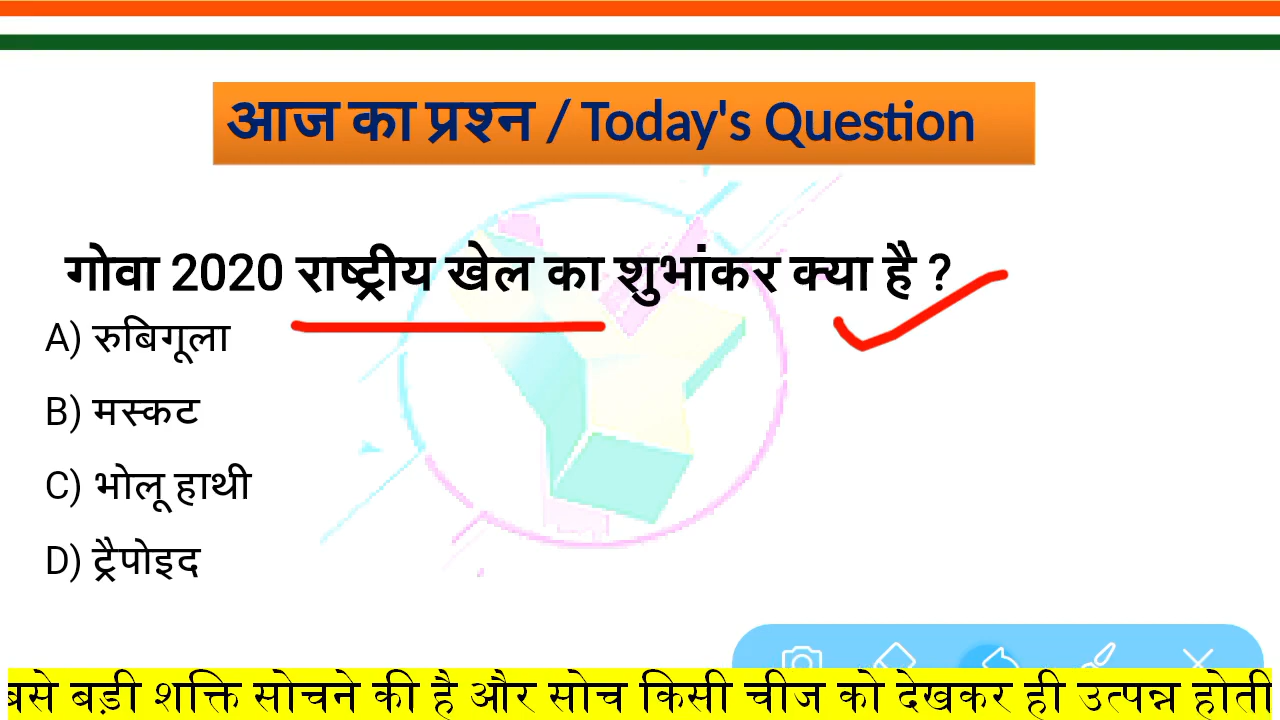 आज का प्रश्न / Today's Question
गोवा 2020 राष्ट्रीय खेल का शुभांकर क्या है ?
A) रुबिगूला
B) मस्कट
C) भोलू हाथी
D) ट्रैपोइद
बसे बड़ी शक्ति सोचने की है और सोच किसी चीज को देखकर ही उत्पन्न होती